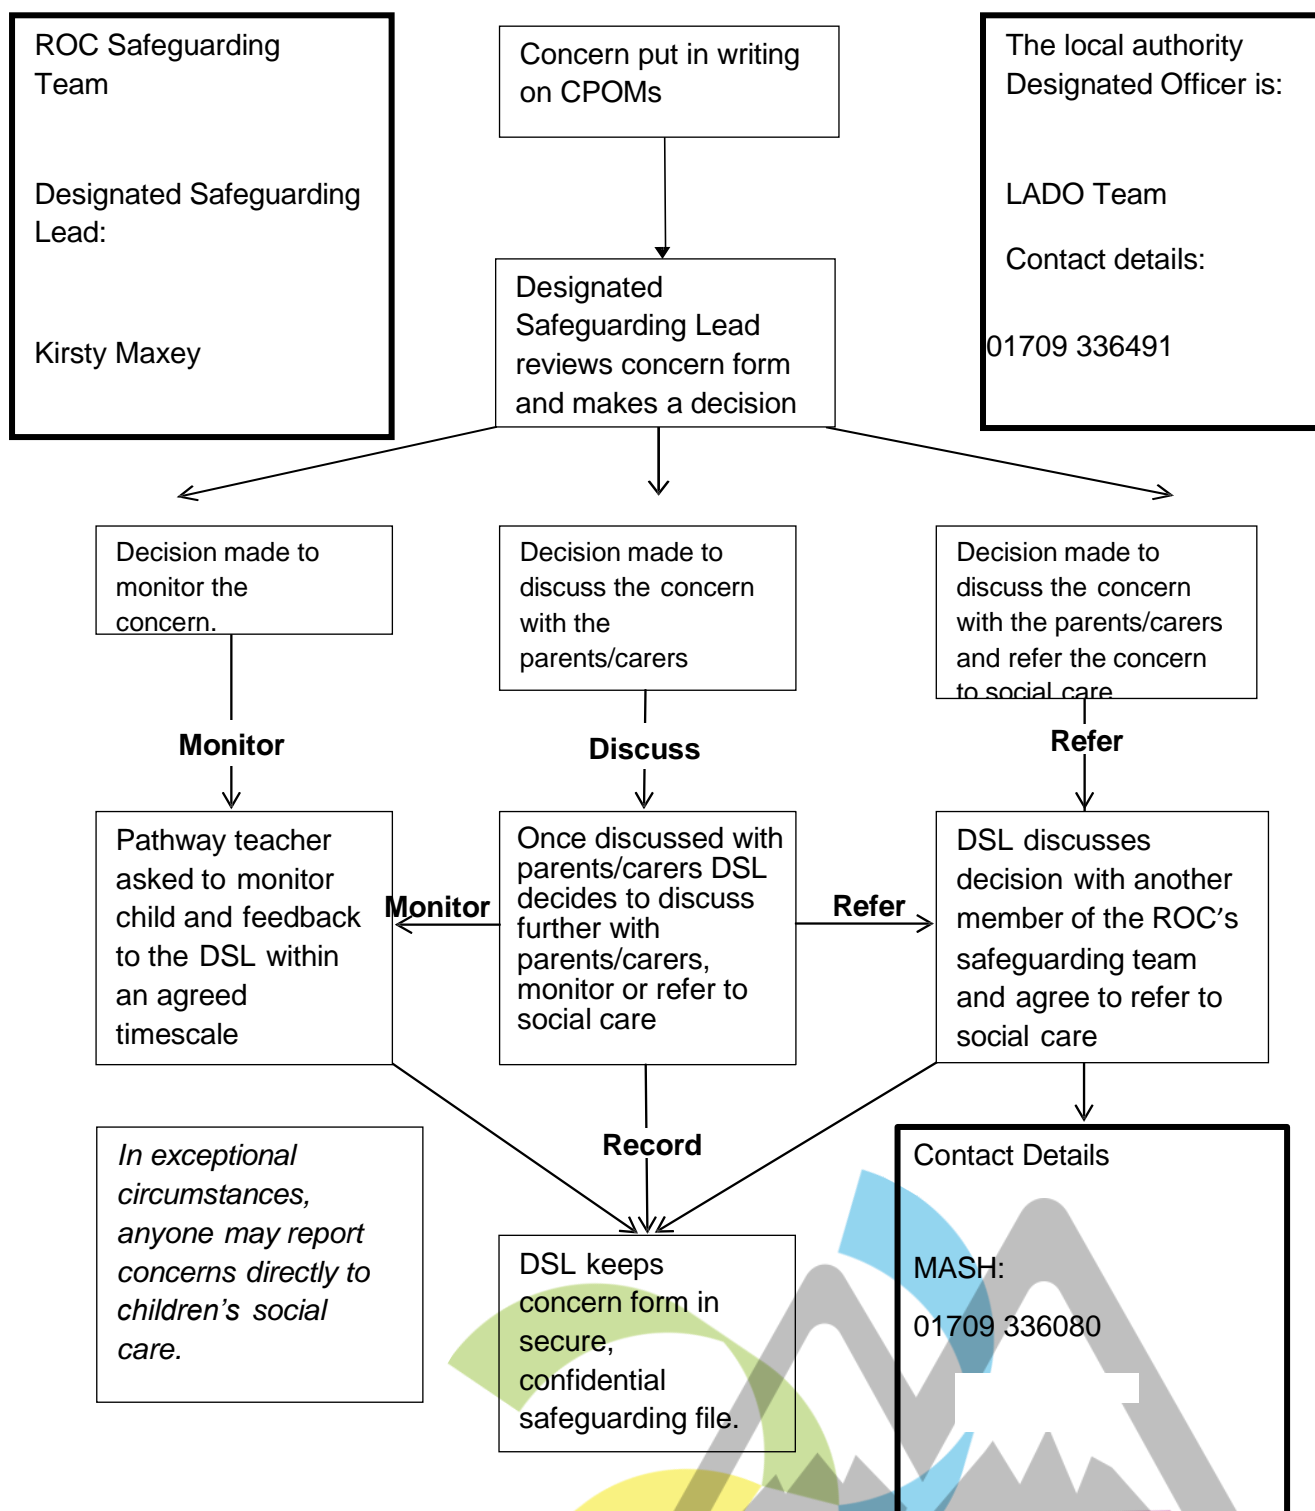 ROC Safeguarding
Team
Designated Safeguarding
Lead:
Kirsty Maxey
Concern put in writing
on CPOMs
The local authority
Designated Officer is:
LADO Team
Contact details:
01709 336491
Designated
Safeguarding Lead
reviews concern form
and makes a decision
Decision made to
monitor the
concern.
Decision made to
discuss the concern
with the
parents/carers
Decision made to
discuss the concern
with the parents/carers
and refer the concern
to social care
Monitor
Discuss
Refer
Pathway teacher
asked to monitor
child and feedback
to the DSL within
an agreed
timescale
Monitor
Once discussed with
parents/carers DSL
decides to discuss
further with
parents/carers,
monitor or refer to
social care
Refer
DSL discusses
decision with another
member of the ROC’s
safeguarding team
and agree to refer to
social care
In exceptional
circumstances,
anyone may report
concerns directly to
children’s social
care.
Record
DSL keeps
concern form in
secure,
confidential
safeguarding file.
Contact Details
MASH:
01709 336080